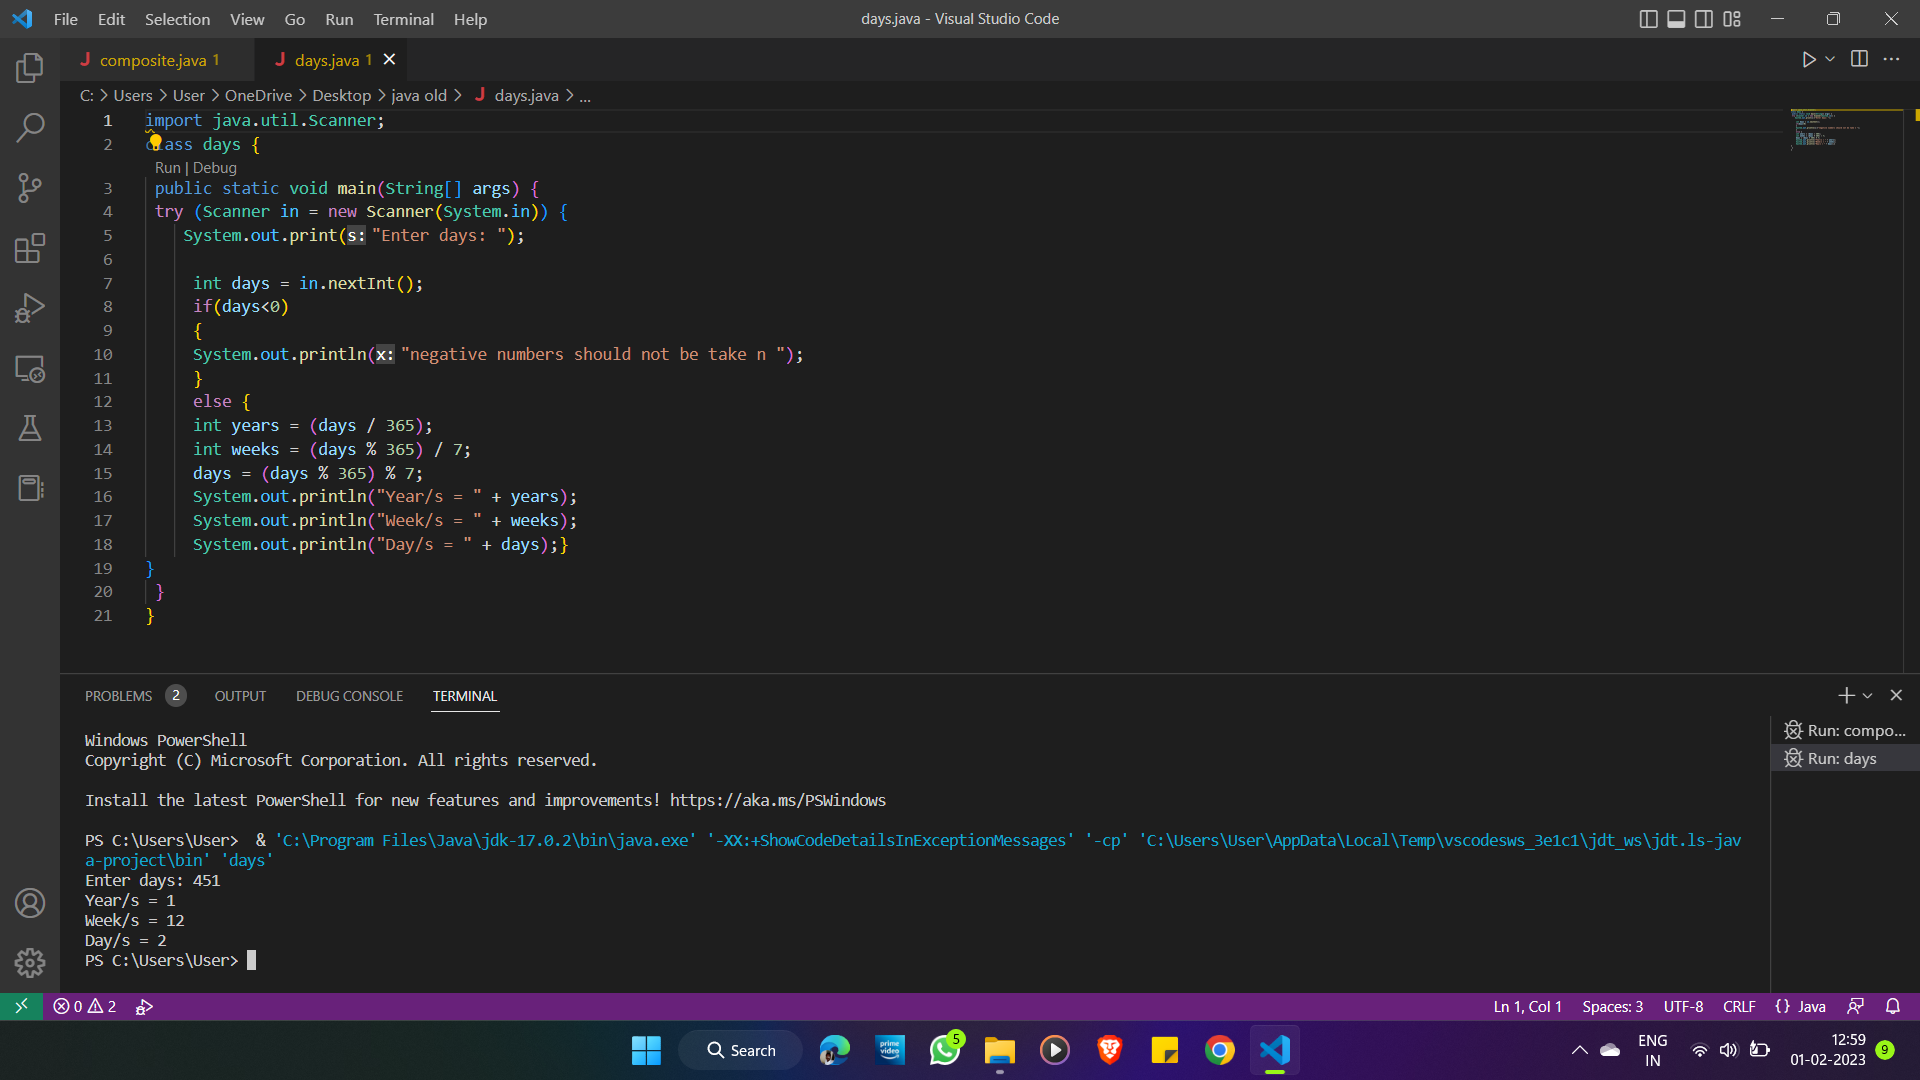 File Edit Selection View Go Run Terminal Help
days.java - Visual Studio Code
composite.java 1
days.java 1
C: > Users > User > OneDrive > Desktop > java old > days.java > ...
1 import java.util.Scanner;
2 class days {
Run | Debug
3 public static void main(String[] args) {
4 try (Scanner in = new Scanner(System.in)) {
5 System.out.print(s: "Enter days: ");
6
7 int days = in.nextInt();
8 if(days<0)
9 {
10 System.out.println(x: "negative numbers should not be take n ");
11 }
12 else {
13 int years = (days / 365);
14 int weeks = (days % 365) / 7;
15 days = (days % 365) % 7;
16 System.out.println("Year/s = " + years);
17 System.out.println("Week/s = " + weeks);
18 System.out.println("Day/s = " + days);}
19 }
20 }
21 }
PROBLEMS 2 OUTPUT DEBUG CONSOLE TERMINAL
Run: compo...
Run: days
Windows PowerShell
Copyright (C) Microsoft Corporation. All rights reserved.
Install the latest PowerShell for new features and improvements! https://aka.ms/PSWindows
PS C:\Users\User>  & 'C:\Program Files\Java\jdk-17.0.2\bin\java.exe' '-XX:+ShowCodeDetailsInExceptionMessages' '-cp' 'C:\Users\User\AppData\Local\Temp\vscodesws_3e1c1\jdt_ws\jdt.ls-jav
a-project\bin' 'days'
Enter days: 451
Year/s = 1
Week/s = 12
Day/s = 2
PS C:\Users\User>
0 2
Ln 1, Col 1 Spaces: 3 UTF-8 CRLF {} Java
Search
prime video
5
ENG
IN
12:59
01-02-2023
9